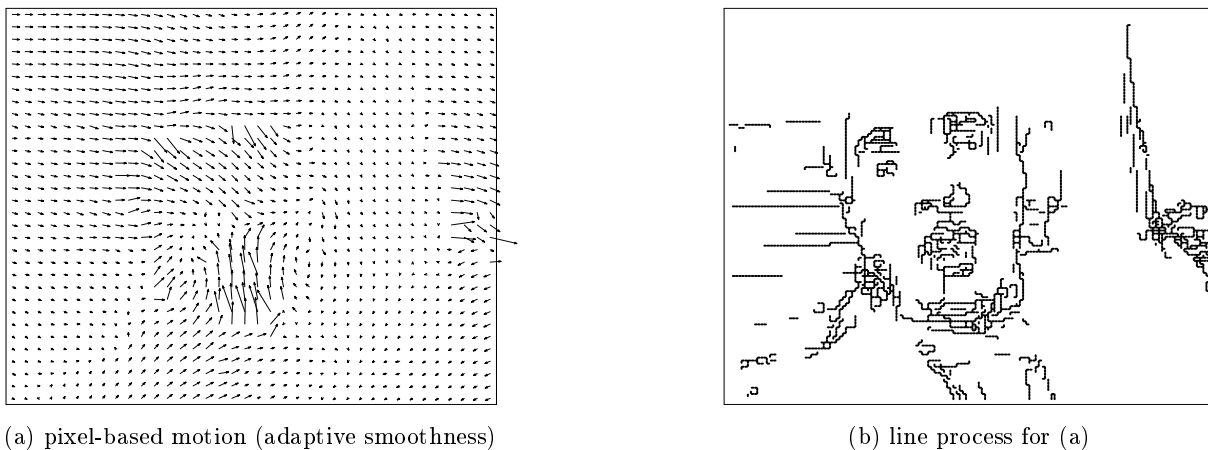 (a) pixel-based motion (adaptive smoothness)
(b) line process for (a)